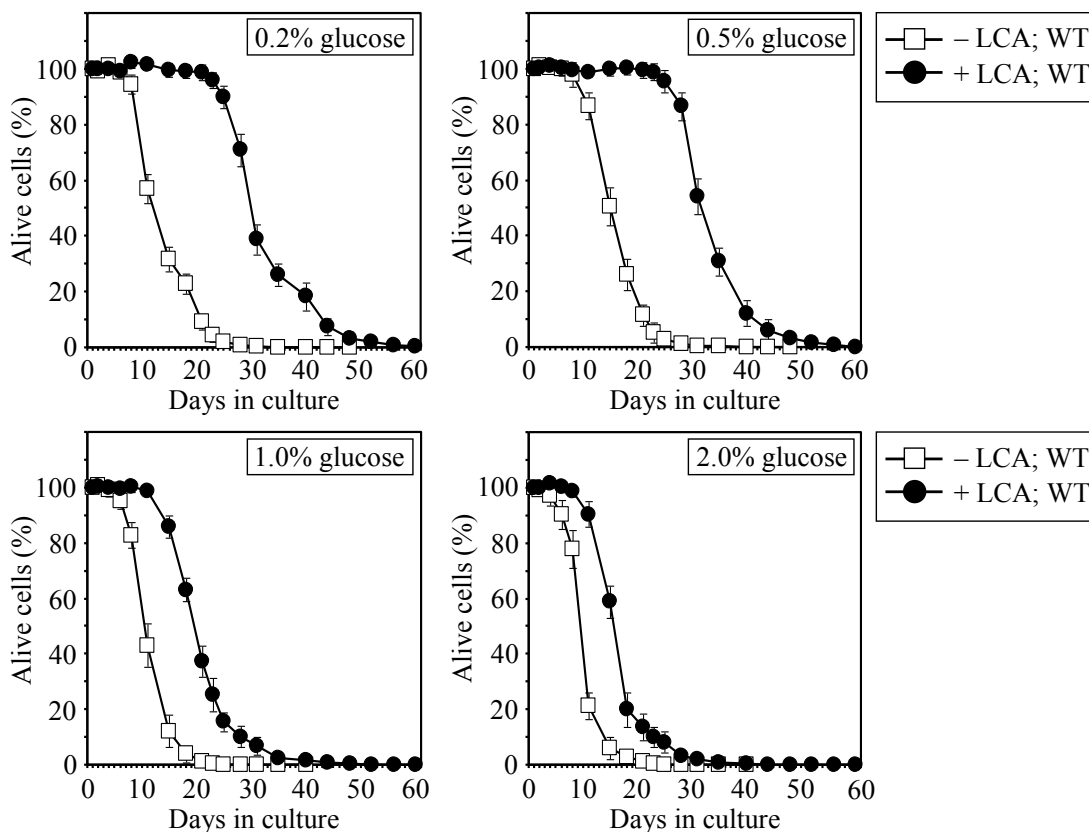 0.2% glucose
Alive cells (%)
100
80
60
40
20
0
0 10 20 30 40 50 60
Days in culture
0.5% glucose
Alive cells (%)
100
80
60
40
20
0
0 10 20 30 40 50 60
Days in culture
– LCA; WT
+ LCA; WT
1.0% glucose
Alive cells (%)
100
80
60
40
20
0
0 10 20 30 40 50 60
Days in culture
2.0% glucose
Alive cells (%)
100
80
60
40
20
0
0 10 20 30 40 50 60
Days in culture
– LCA; WT
+ LCA; WT